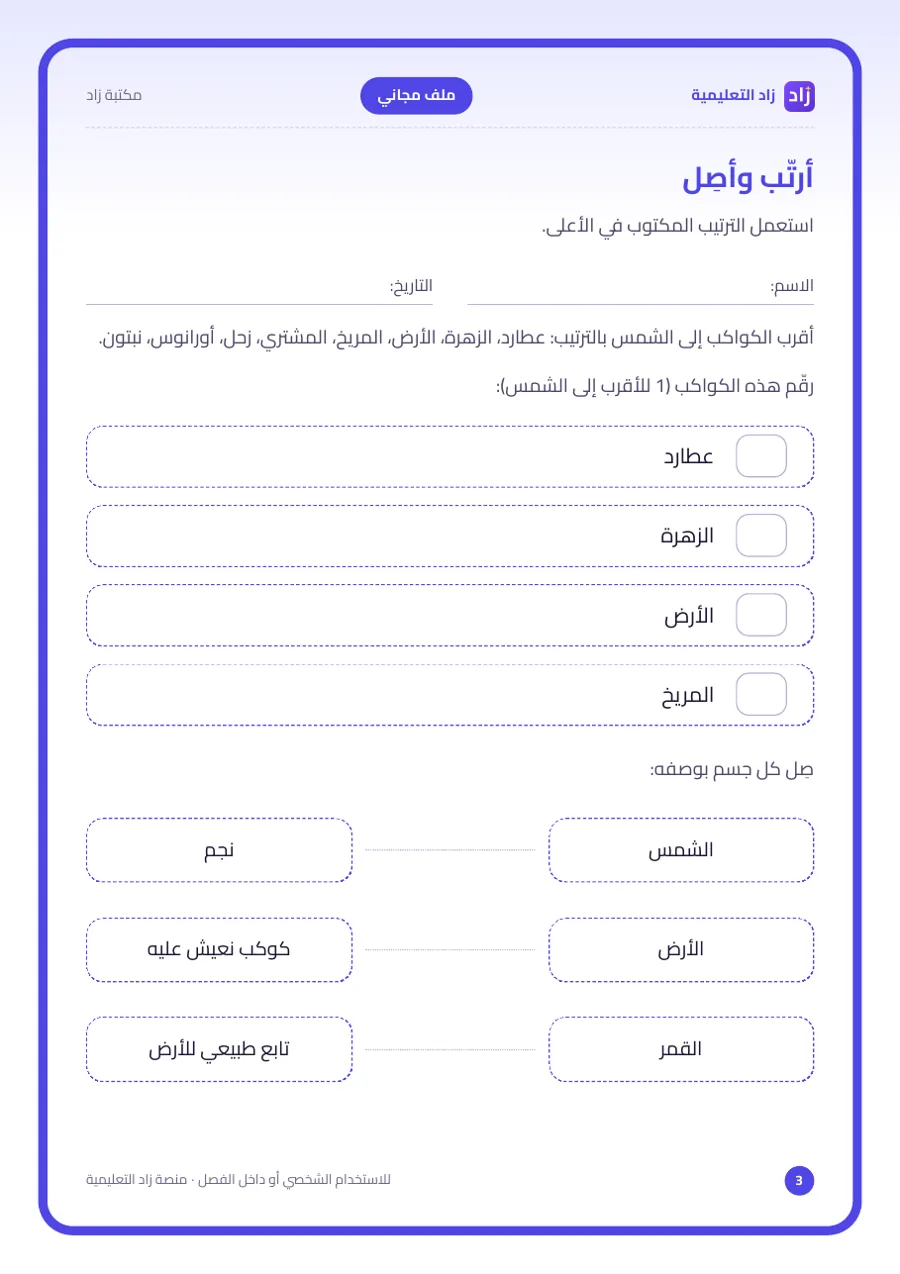 زاد زاد التعليمية
ملف مجاني
مكتبة زاد
أرتّب وأصِل
استعمل الترتيب المكتوب في الأعلى.
الاسم:
التاريخ:
أقرب الكواكب إلى الشمس بالترتيب: عطارد، الزهرة، الأرض، المريخ، المشتري، زحل، أورانوس، نبتون.
رقّم هذه الكواكب (1 للأقرب إلى الشمس):
عطارد
الزهرة
الأرض
المريخ
صِل كل جسم بوصفه:
الشمس
نجم
الأرض
كوكب نعيش عليه
القمر
تابع طبيعي للأرض
3
للاستخدام الشخصي أو داخل الفصل · منصة زاد التعليمية